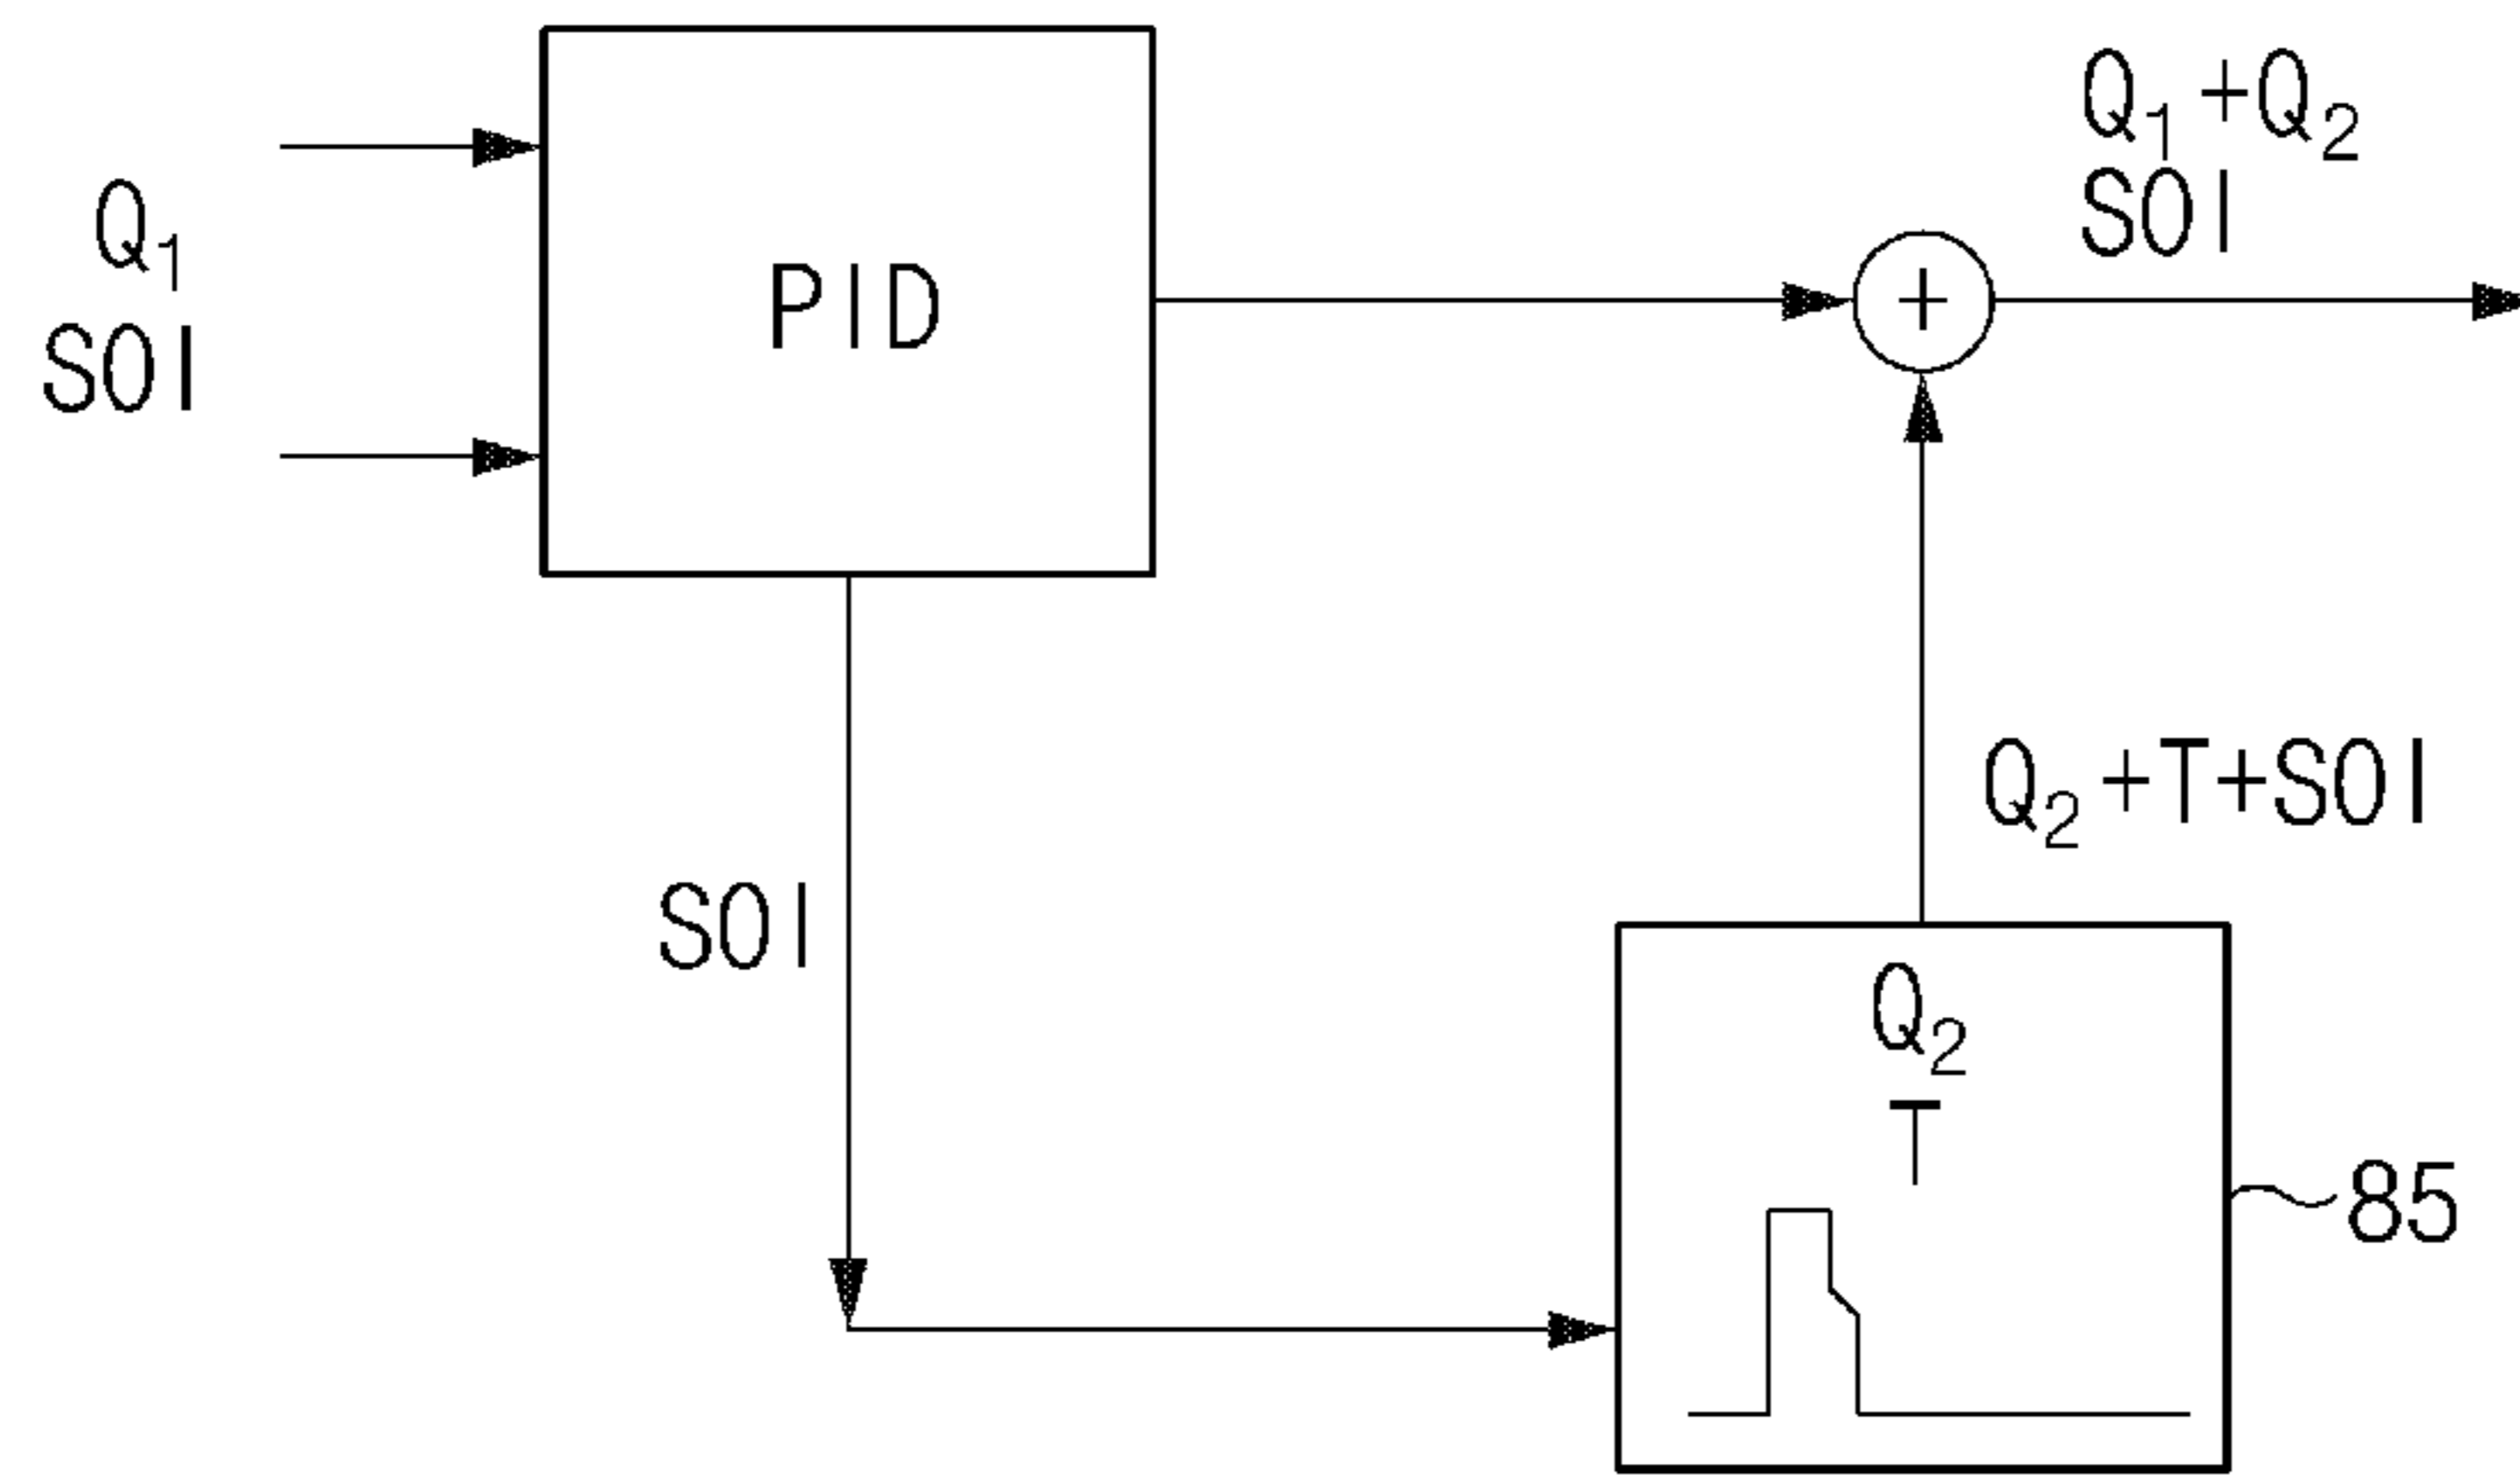 Q₁
SOI
PID
+
Q₁+Q₂
SOI
SOI
Q₂+T+SOI
Q₂
T
85